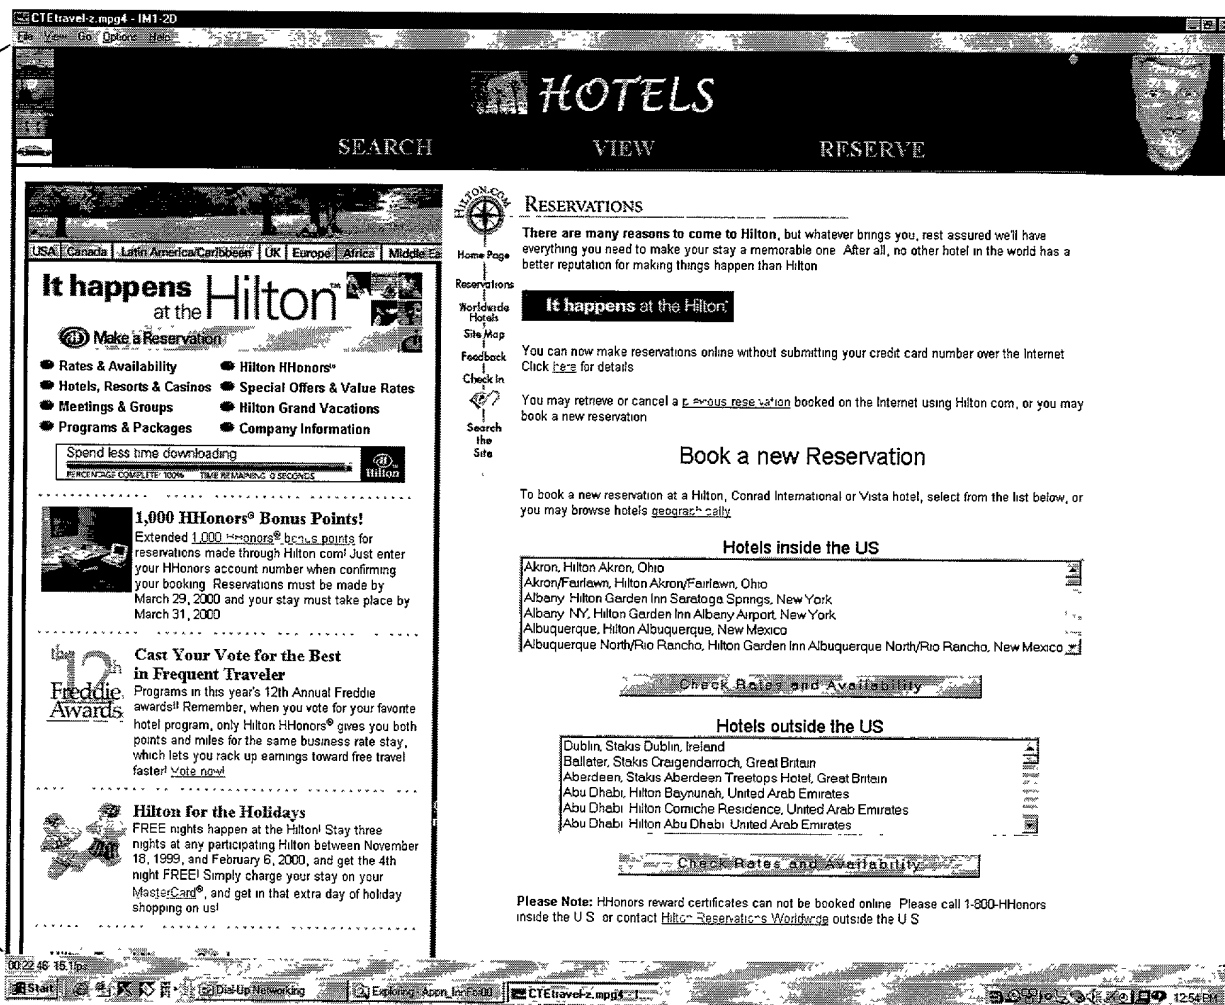 CTEtravel-z.mpg4 - IM1-2D
File View Go Options Help
HOTELS
SEARCH VIEW RESERVE
USA Canada Latin America/Caribbean UK Europe Africa Middle Ea
It happens at the Hilton™
Make a Reservation
Rates & Availability
Hotels, Resorts & Casinos
Meetings & Groups
Programs & Packages
Hilton HHonors
Special Offers & Value Rates
Hilton Grand Vacations
Company Information
Spend less time downloading
PERCENTAGE COMPLETE: 100% TIME REMAINING: 0 SECONDS
Hilton
1,000 HHonors® Bonus Points!
Extended 1,000 HHonors® bonus points for
reservations made through Hilton com! Just enter
your HHonors account number when confirming
your booking Reservations must be made by
March 29, 2000 and your stay must take place by
March 31, 2000
the 12th
Freddie
Awards
Cast Your Vote for the Best
in Frequent Traveler
Programs in this year's 12th Annual Freddie
awards!! Remember, when you vote for your favorite
hotel program, only Hilton HHonors® gives you both
points and miles for the same business rate stay,
which lets you rack up earnings toward free travel
faster! Vote now!
Hilton for the Holidays
FREE nights happen at the Hilton! Stay three
nights at any participating Hilton between November
18, 1999, and February 6, 2000, and get the 4th
night FREE! Simply charge your stay on your
MasterCard®, and get in that extra day of holiday
shopping on us!
HILTON.COM
Home Page
Reservations
Worldwide
Hotels
Site Map
Feedback
Check In
Search
the
Site
RESERVATIONS
There are many reasons to come to Hilton, but whatever brings you, rest assured we'll have
everything you need to make your stay a memorable one After all, no other hotel in the world has a
better reputation for making things happen than Hilton
It happens at the Hilton
You can now make reservations online without submitting your credit card number over the Internet
Click here for details
You may retrieve or cancel a previous reservation booked on the Internet using Hilton com, or you may
book a new reservation
Book a new Reservation
To book a new reservation at a Hilton, Conrad International or Vista hotel, select from the list below, or
you may browse hotels geographically
Hotels inside the US
Akron, Hilton Akron, Ohio
Akron/Fairlawn, Hilton Akron/Fairlawn, Ohio
Albany Hilton Garden Inn Saratoga Springs, New York
Albany NY, Hilton Garden Inn Albany Airport, New York
Albuquerque, Hilton Albuquerque, New Mexico
Albuquerque North/Rio Rancho, Hilton Garden Inn Albuquerque North/Rio Rancho, New Mexico
Check Rates and Availability
Hotels outside the US
Dublin, Stakis Dublin, Ireland
Ballater, Stakis Craigendarroch, Great Britain
Aberdeen, Stakis Aberdeen Treetops Hotel, Great Britain
Abu Dhabi, Hilton Baynunah, United Arab Emirates
Abu Dhabi Hilton Corniche Residence, United Arab Emirates
Abu Dhabi Hilton Abu Dhabi United Arab Emirates
Check Rates and Availability
Please Note: HHonors reward certificates can not be booked online Please call 1-800-HHonors
inside the U S or contact Hilton Reservations Worldwide outside the U S
00:22:46
Start Dial-Up Networking Exploring - CTEtravel-z.mpg4